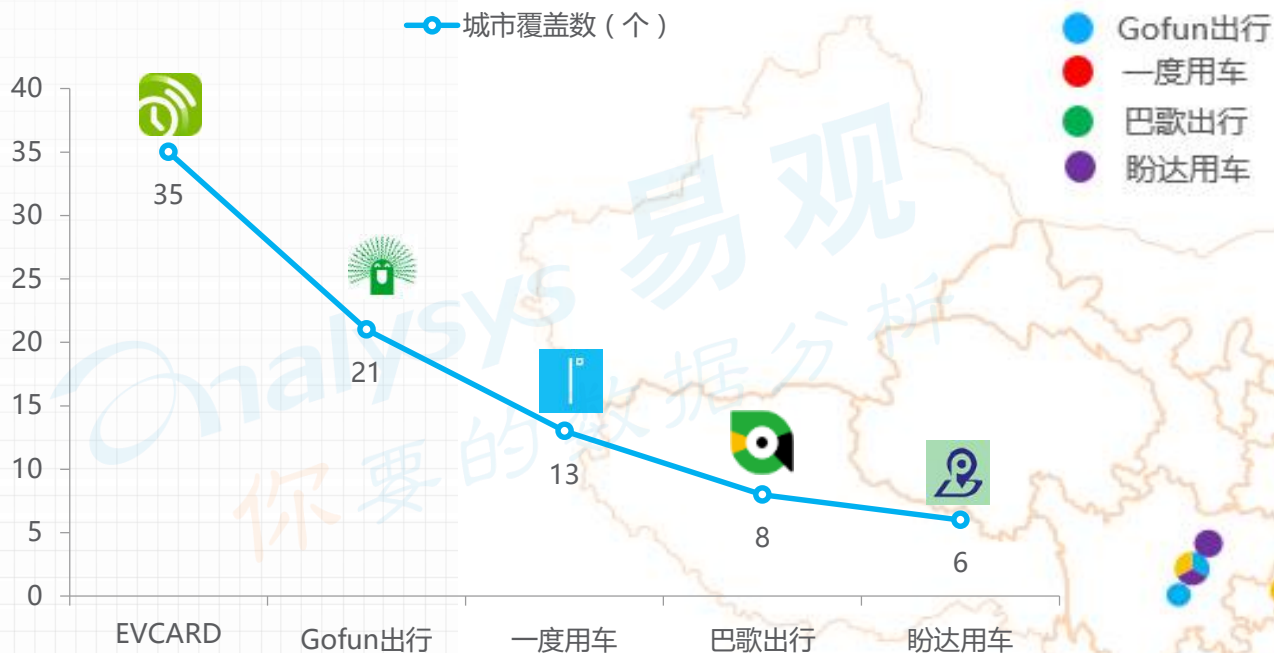 城市覆盖数（个）
Gofun出行
一度用车
巴歌出行
盼达用车
40
35
30
25
20
15
10
5
0
35
21
13
8
6
EVCARD
Gofun出行
一度用车
巴歌出行
盼达用车
analysys 易观
你要的数据分析